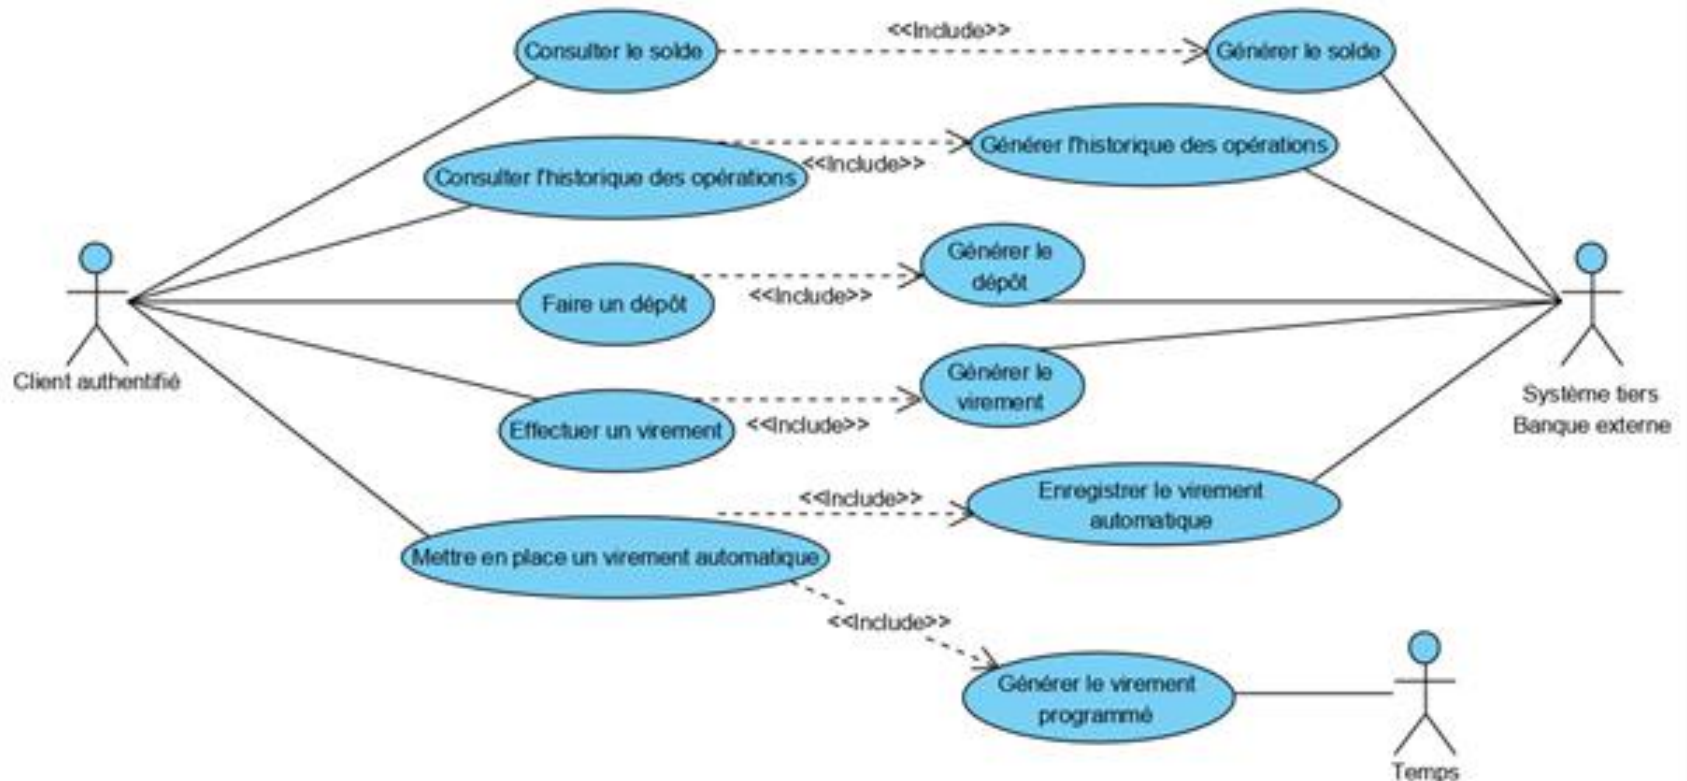 <<Include>>
Consulter le solde
Générer le solde
<<Include>>
Consulter l'historique des opérations
Générer l'historique des opérations
Faire un dépôt
<<Include>>
Générer le
dépôt
Client authentifié
Effectuer un virement
<<Include>>
Générer le
virement
Système tiers
Banque externe
<<Include>>
Mettre en place un virement automatique
Enregistrer le virement
automatique
<<Include>>
Générer le virement
programmé
Temps